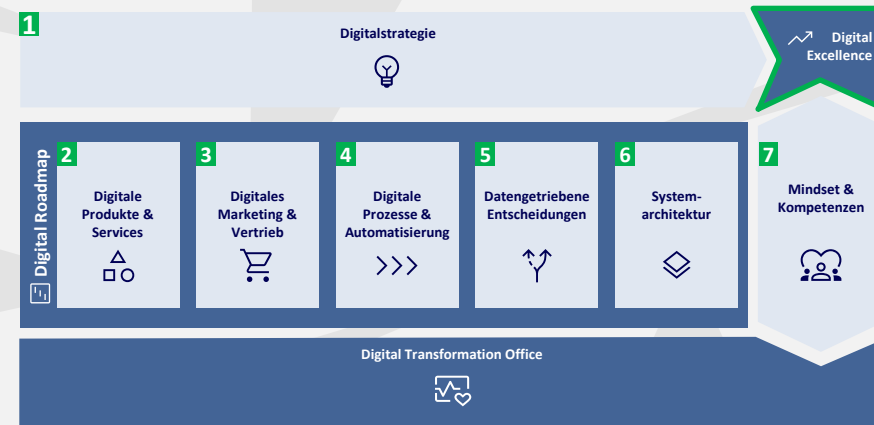 1
Digitalstrategie
Digital
Excellence
Digital Roadmap
2
Digitale
Produkte &
Services
3
Digitales
Marketing &
Vertrieb
4
Digitale
Prozesse &
Automatisierung
5
Datengetriebene
Entscheidungen
6
System-
architektur
7
Mindset &
Kompetenzen
Digital Transformation Office